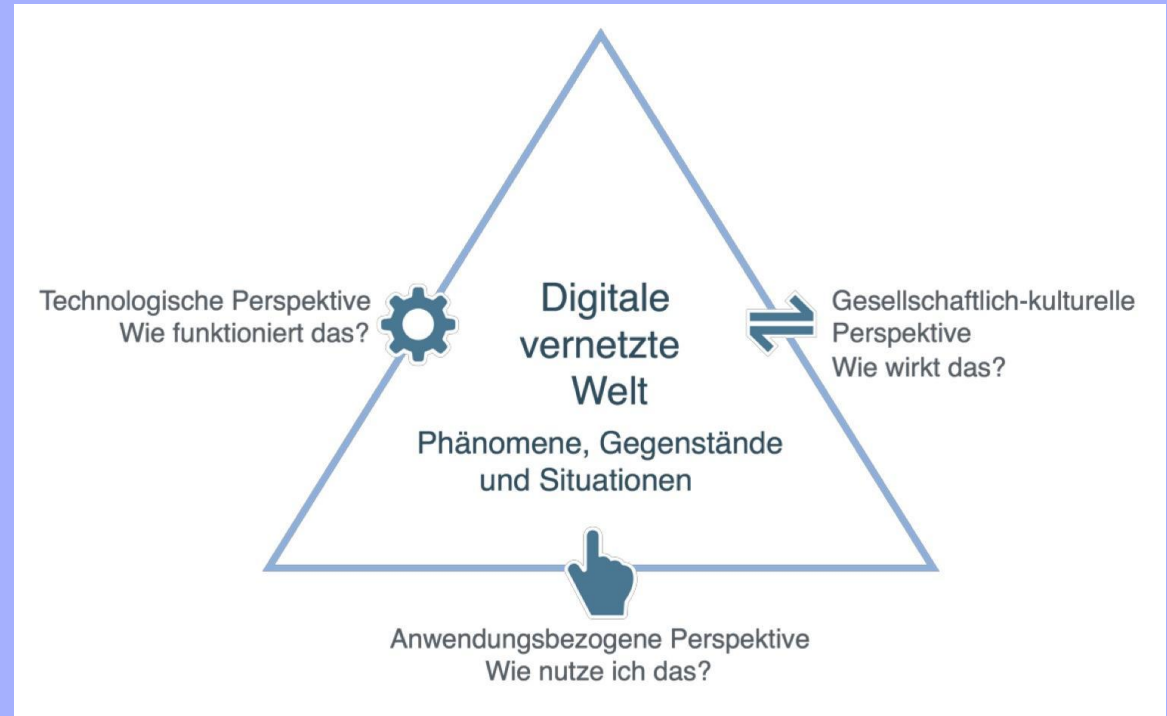 Digitale
vernetzte
Welt
Phänomene, Gegenstände
und Situationen
Technologische Perspektive
Wie funktioniert das?
Gesellschaftlich-kulturelle
Perspektive
Wie wirkt das?
Anwendungsbezogene Perspektive
Wie nutze ich das?